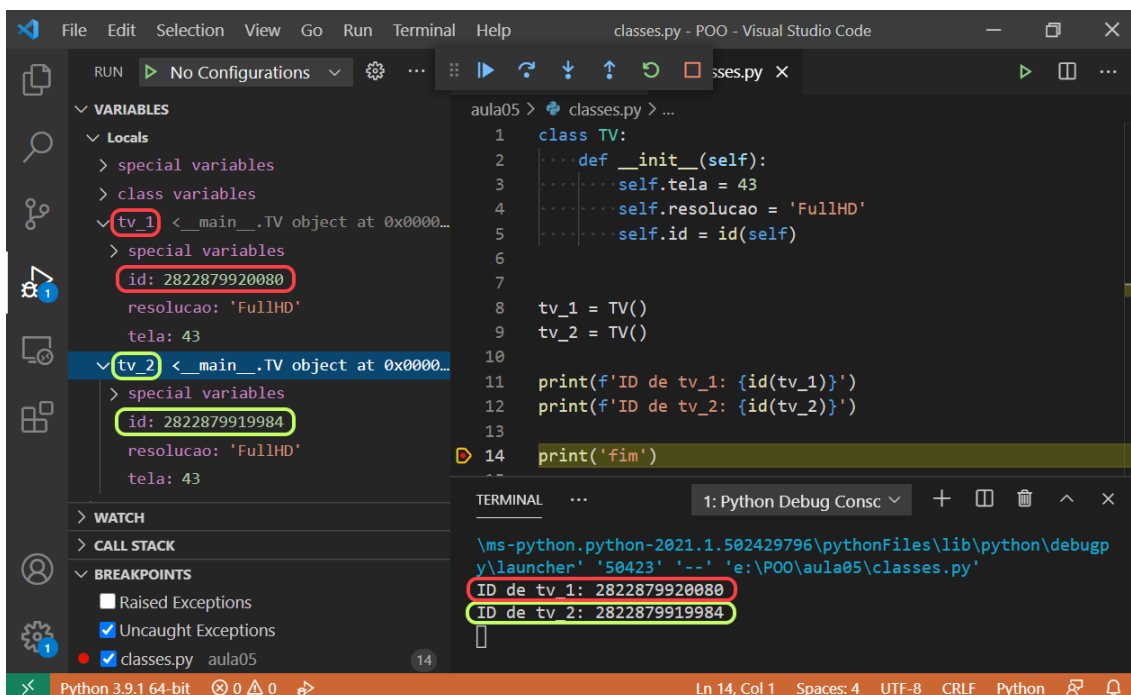 File Edit Selection View Go Run Terminal Help classes.py - POO - Visual Studio Code
RUN No Configurations ···
VARIABLES
Locals
special variables
class variables
tv_1 <__main__.TV object at 0x0000…
special variables
id: 2822879920080
resolucao: 'FullHD'
tela: 43
tv_2 <__main__.TV object at 0x0000…
special variables
id: 2822879919984
resolucao: 'FullHD'
tela: 43
WATCH
CALL STACK
BREAKPOINTS
Raised Exceptions
Uncaught Exceptions
classes.py aula05 14
1
1
sses.py
aula05 > classes.py > ...
1 class TV:
2 def __init__(self):
3 self.tela = 43
4 self.resolucao = 'FullHD'
5 self.id = id(self)
6
7
8 tv_1 = TV()
9 tv_2 = TV()
10
11 print(f'ID de tv_1: {id(tv_1)}')
12 print(f'ID de tv_2: {id(tv_2)}')
13
14 print('fim')
TERMINAL ··· 1: Python Debug Consc
\ms-python.python-2021.1.502429796\pythonFiles\lib\python\debugp
y\launcher' '50423' '--' 'e:\POO\aula05\classes.py'
ID de tv_1: 2822879920080
ID de tv_2: 2822879919984
Python 3.9.1 64-bit 0 0 Ln 14, Col 1 Spaces: 4 UTF-8 CRLF Python